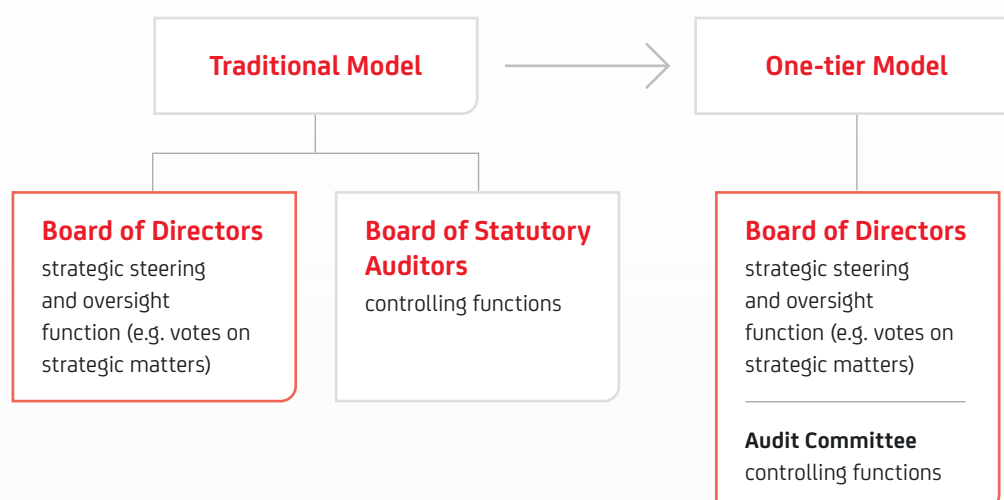 Traditional Model
One-tier Model
Board of Directors
strategic steering
and oversight
function (e.g. votes on
strategic matters)
Board of Statutory
Auditors
controlling functions
Board of Directors
strategic steering
and oversight
function (e.g. votes on
strategic matters)
Audit Committee
controlling functions